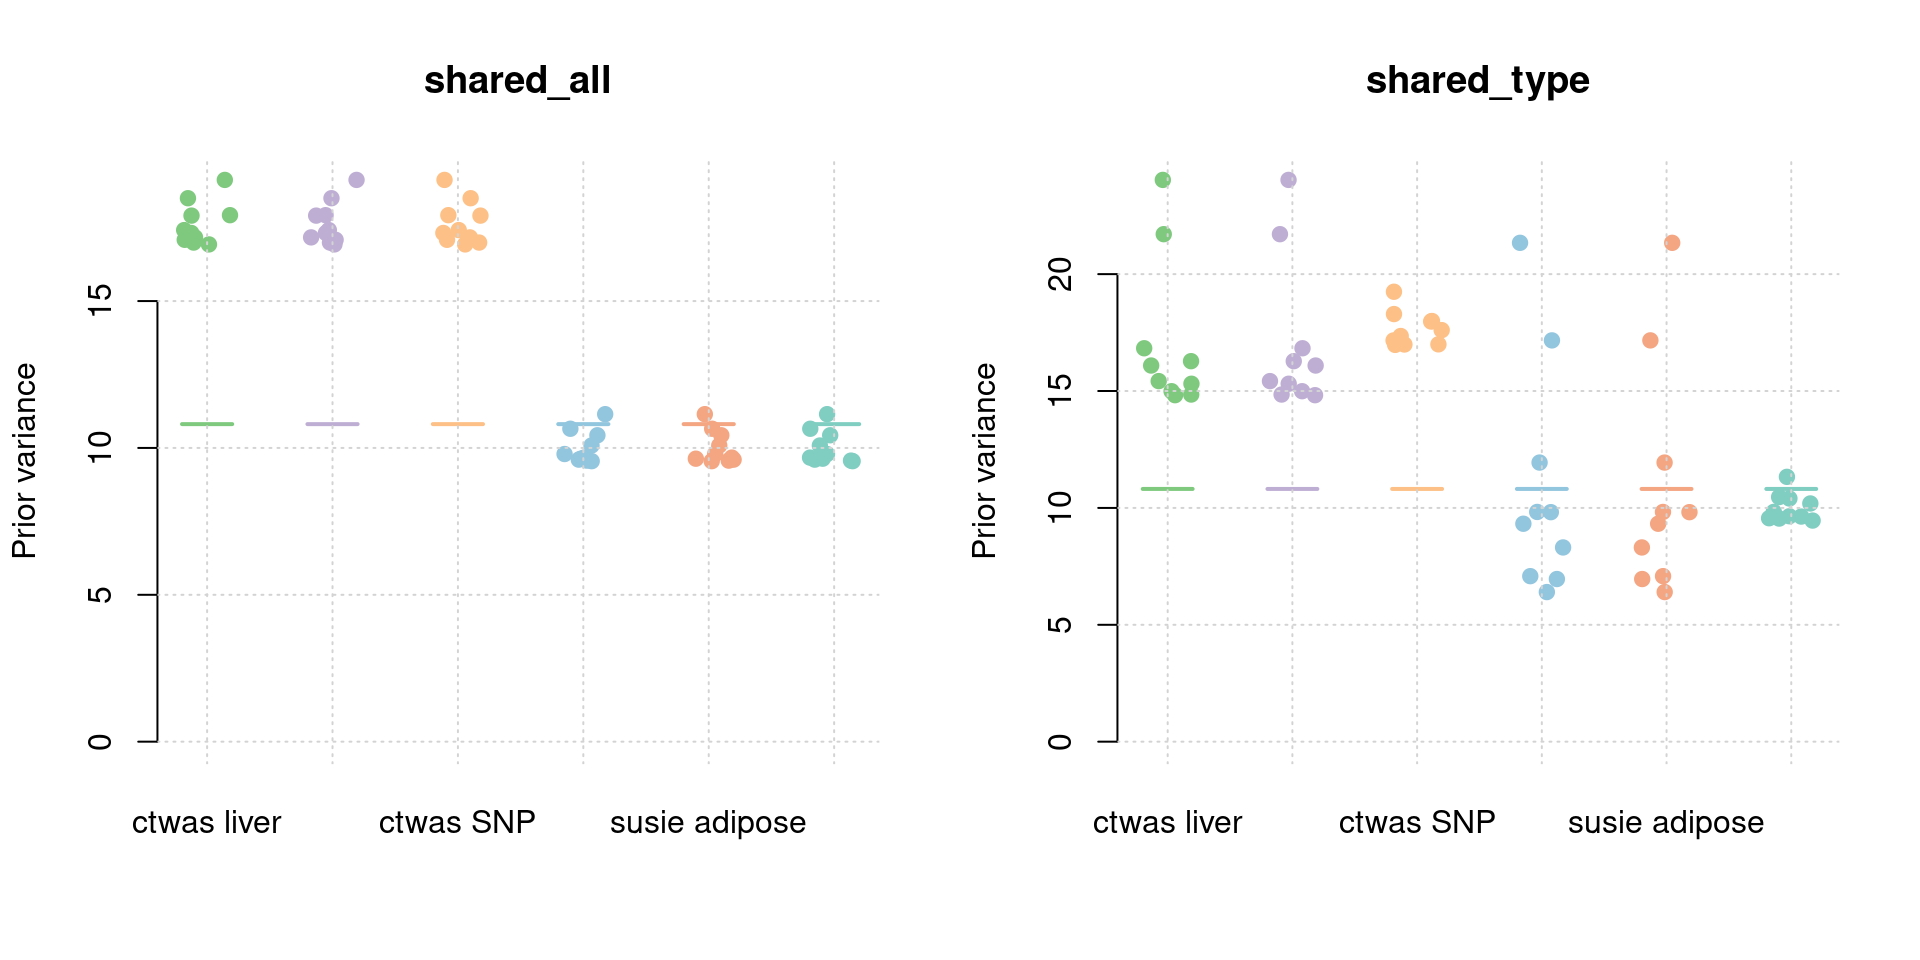 shared_all
Prior variance
15
10
5
0
ctwas liver
ctwas SNP
susie adipose
shared_type
Prior variance
20
15
10
5
0
ctwas liver
ctwas SNP
susie adipose